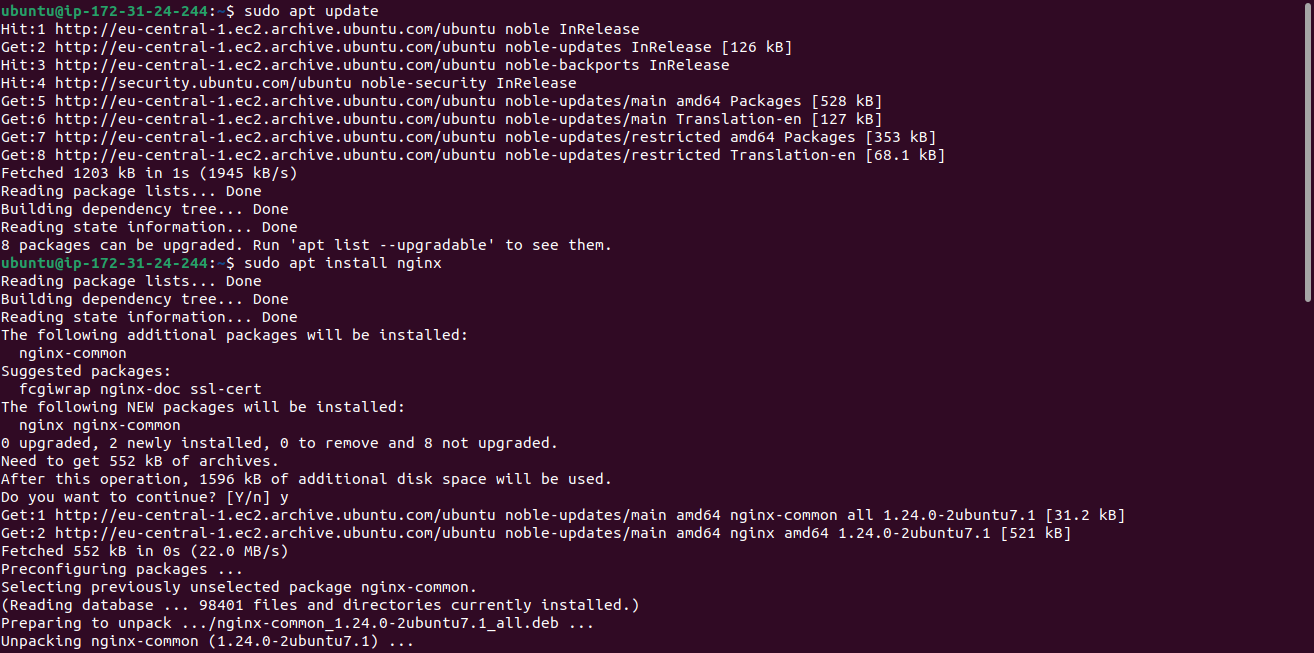 ubuntu@ip-172-31-24-244:~$ sudo apt update
Hit:1 http://eu-central-1.ec2.archive.ubuntu.com/ubuntu noble InRelease
Get:2 http://eu-central-1.ec2.archive.ubuntu.com/ubuntu noble-updates InRelease [126 kB]
Hit:3 http://eu-central-1.ec2.archive.ubuntu.com/ubuntu noble-backports InRelease
Hit:4 http://security.ubuntu.com/ubuntu noble-security InRelease
Get:5 http://eu-central-1.ec2.archive.ubuntu.com/ubuntu noble-updates/main amd64 Packages [528 kB]
Get:6 http://eu-central-1.ec2.archive.ubuntu.com/ubuntu noble-updates/main Translation-en [127 kB]
Get:7 http://eu-central-1.ec2.archive.ubuntu.com/ubuntu noble-updates/restricted amd64 Packages [353 kB]
Get:8 http://eu-central-1.ec2.archive.ubuntu.com/ubuntu noble-updates/restricted Translation-en [68.1 kB]
Fetched 1203 kB in 1s (1945 kB/s)
Reading package lists... Done
Building dependency tree... Done
Reading state information... Done
8 packages can be upgraded. Run 'apt list --upgradable' to see them.
ubuntu@ip-172-31-24-244:~$ sudo apt install nginx
Reading package lists... Done
Building dependency tree... Done
Reading state information... Done
The following additional packages will be installed:
  nginx-common
Suggested packages:
  fcgiwrap nginx-doc ssl-cert
The following NEW packages will be installed:
  nginx nginx-common
0 upgraded, 2 newly installed, 0 to remove and 8 not upgraded.
Need to get 552 kB of archives.
After this operation, 1596 kB of additional disk space will be used.
Do you want to continue? [Y/n] y
Get:1 http://eu-central-1.ec2.archive.ubuntu.com/ubuntu noble-updates/main amd64 nginx-common all 1.24.0-2ubuntu7.1 [31.2 kB]
Get:2 http://eu-central-1.ec2.archive.ubuntu.com/ubuntu noble-updates/main amd64 nginx amd64 1.24.0-2ubuntu7.1 [521 kB]
Fetched 552 kB in 0s (22.0 MB/s)
Preconfiguring packages ...
Selecting previously unselected package nginx-common.
(Reading database ... 98401 files and directories currently installed.)
Preparing to unpack .../nginx-common_1.24.0-2ubuntu7.1_all.deb ...
Unpacking nginx-common (1.24.0-2ubuntu7.1) ...